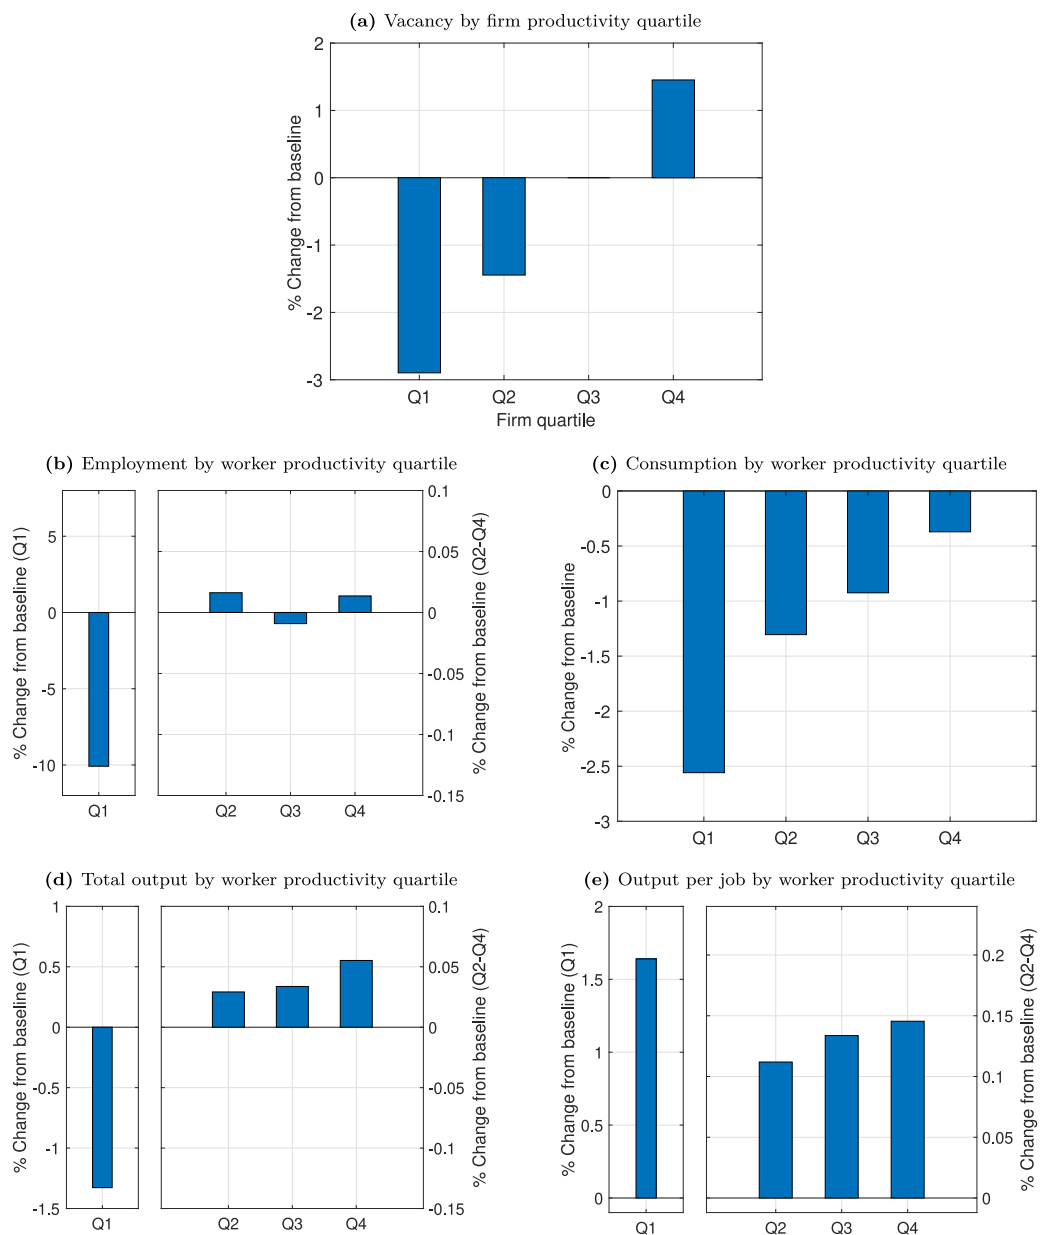 (a) Vacancy by firm productivity quartile
2
1
0
-1
-2
-3
% Change from baseline
Q1 Q2 Q3 Q4
Firm quartile
(b) Employment by worker productivity quartile
5
0
-5
-10
% Change from baseline (Q1)
Q1
0.1
0.05
0
-0.05
-0.1
-0.15
% Change from baseline (Q2-Q4)
Q2 Q3 Q4
(c) Consumption by worker productivity quartile
0
-0.5
-1
-1.5
-2
-2.5
-3
% Change from baseline
Q1 Q2 Q3 Q4
(d) Total output by worker productivity quartile
1
0.5
0
-0.5
-1
-1.5
% Change from baseline (Q1)
Q1
0.1
0.05
0
-0.05
-0.1
-0.15
% Change from baseline (Q2-Q4)
Q2 Q3 Q4
(e) Output per job by worker productivity quartile
2
1.5
1
0.5
0
% Change from baseline (Q1)
Q1
0.2
0.15
0.1
0.05
0
% Change from baseline (Q2-Q4)
Q2 Q3 Q4